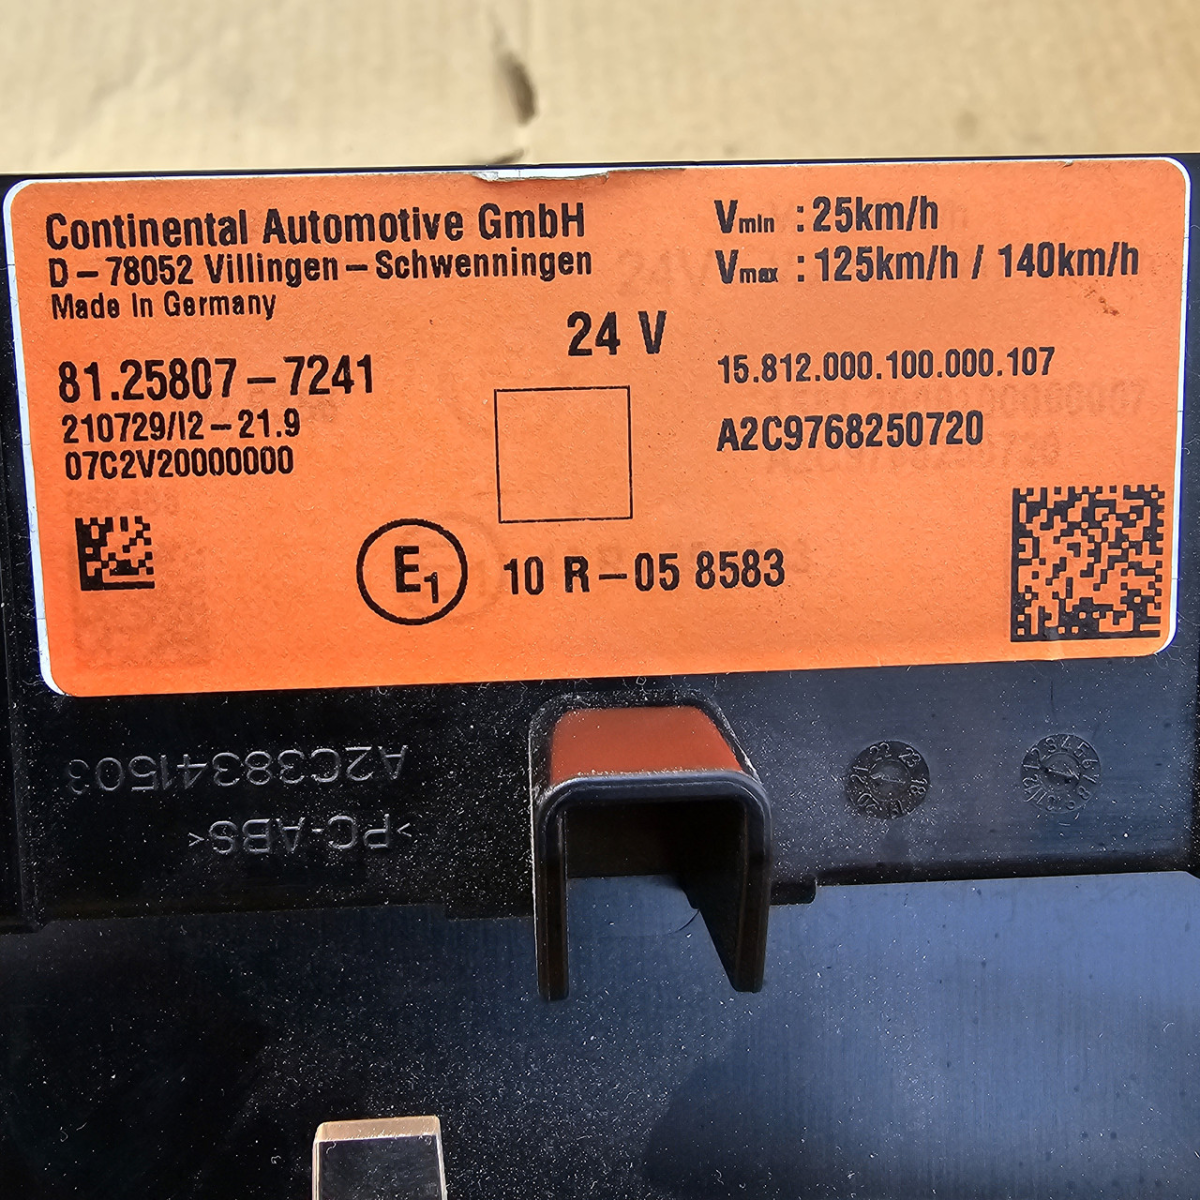 Continental Automotive GmbH
D-78052 Villingen-Schwenningen
Made in Germany
Vmin : 25km/h
Vmax : 125km/h / 140km/h
24 V
81.25807-7241
210729/I2-21.9
07C2V20000000
15.812.000.100.000.107
A2C9768250720
E1
10 R-05 8583
A2C38341503
>PC-ABS<